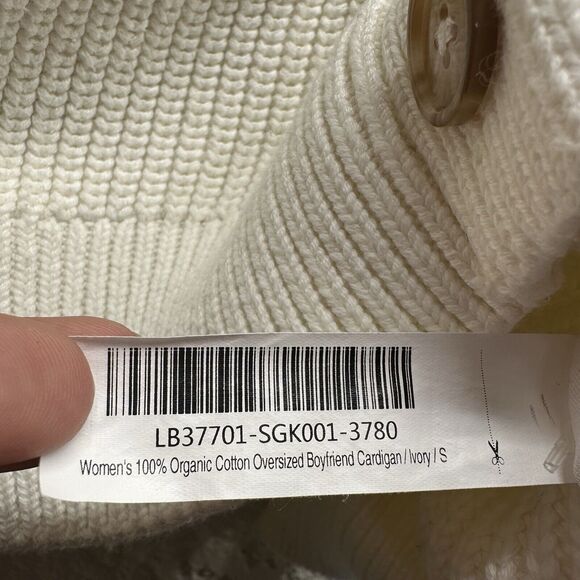 LB37701-SGK001-3780
Women's 100% Organic Cotton Oversized Boyfriend Cardigan / Ivory / S